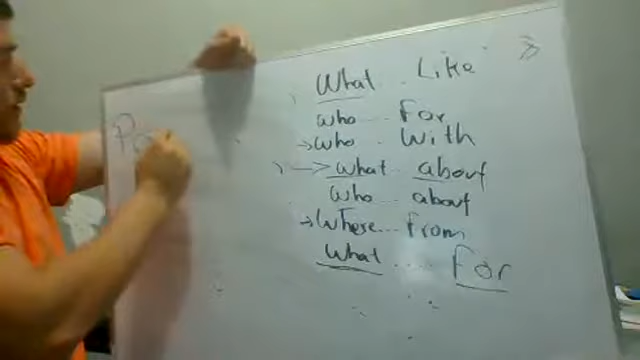 What .. Like
who ... For
→ who ... with
→ what ... about
who ... about
→ where ... from
what .... For